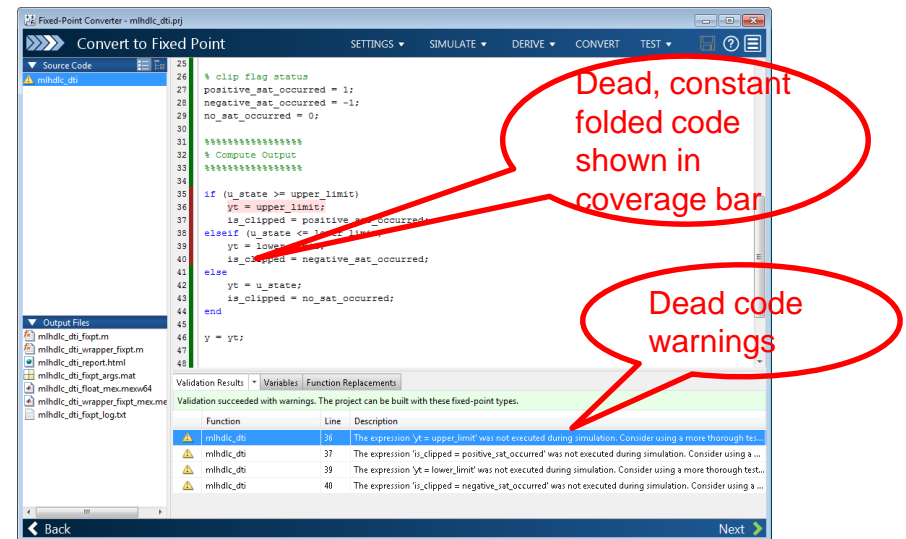 Fixed-Point Converter - mlhdlc_dti.prj
Convert to Fixed Point
SETTINGS ▼ SIMULATE ▼ DERIVE ▼ CONVERT TEST ▼
▼ Source Code
mlhdlc_dti
25
26 % clip flag status
27 positive_sat_occurred = 1;
28 negative_sat_occurred = -1;
29 no_sat_occurred = 0;
30
31 %%%%%%%%%%%%%%%%%
32 % Compute Output
33 %%%%%%%%%%%%%%%%%
34
35 if (u_state >= upper_limit)
36 yt = upper_limit;
37 is_clipped = positive_sat_occurred;
38 elseif (u_state <= lower_limit)
39 yt = lower_limit;
40 is_clipped = negative_sat_occurred;
41 else
42 yt = u_state;
43 is_clipped = no_sat_occurred;
44 end
45
46 y = yt;
47
48
Dead, constant
folded code
shown in
coverage bar
Dead code
warnings
▼ Output Files
mlhdlc_dti_fixpt.m
mlhdlc_dti_wrapper_fixpt.m
mlhdlc_dti_report.html
mlhdlc_dti_fixpt_args.mat
mlhdlc_dti_float_mex.mexw64
mlhdlc_dti_wrapper_fixpt_mex.me
mlhdlc_dti_fixpt_log.txt
Validation Results Variables Function Replacements
Validation succeeded with warnings. The project can be built with these fixed-point types.
Function Line Description
mlhdlc_dti 36 The expression 'yt = upper_limit' was not executed during simulation. Consider using a more thorough tes...
mlhdlc_dti 37 The expression 'is_clipped = positive_sat_occurred' was not executed during simulation. Consider using a ...
mlhdlc_dti 39 The expression 'yt = lower_limit' was not executed during simulation. Consider using a more thorough test...
mlhdlc_dti 40 The expression 'is_clipped = negative_sat_occurred' was not executed during simulation. Consider using a ...
Back Next